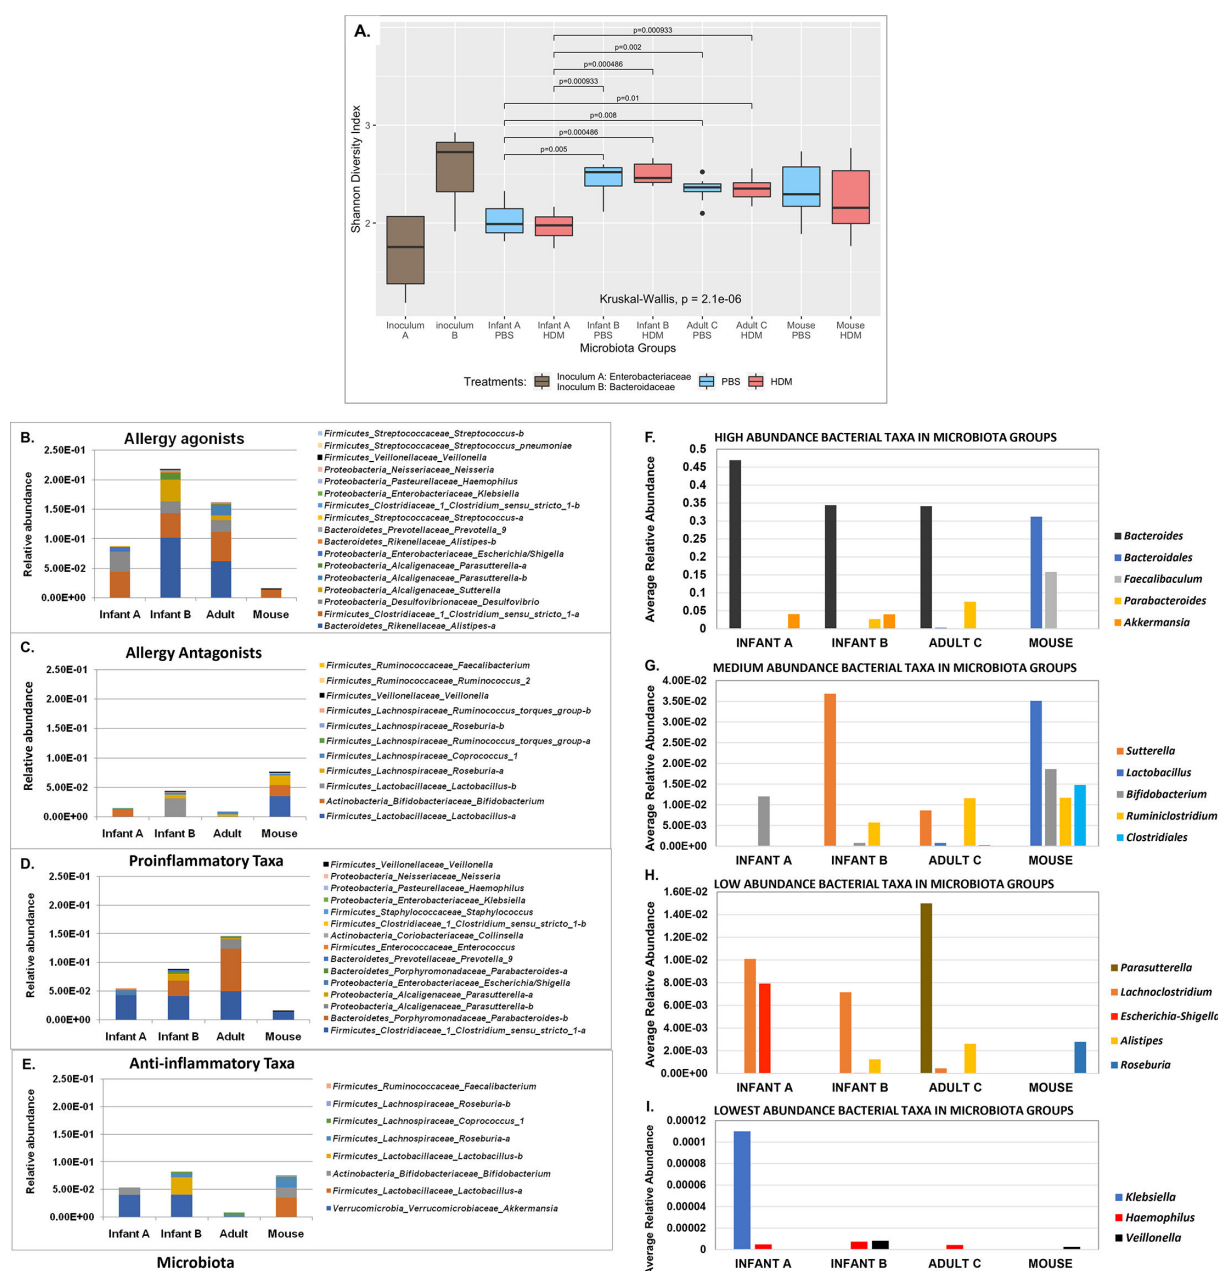 A.
p=0.000933
p=0.002
p=0.000486
p=0.000933
p=0.01
p=0.008
p=0.000486
p=0.005
Shannon Diversity Index
3
2
Kruskal-Wallis, p = 2.1e-06
Inoculum A
inoculum B
Infant A PBS
Infant A HDM
Infant B PBS
Infant B HDM
Adult C PBS
Adult C HDM
Mouse PBS
Mouse HDM
Microbiota Groups
Treatments:
Inoculum A: Enterobacteriaceae
Inoculum B: Bacteroidaceae
PBS
HDM
B.
Allergy agonists
Relative abundance
2.50E-01
2.00E-01
1.50E-01
1.00E-01
5.00E-02
0.00E+00
Infant A Infant B Adult Mouse
Firmicutes_Streptococcaceae_Streptococcus-b
Firmicutes_Streptococcaceae_Streptococcus_pneumoniae
Firmicutes_Veillonellaceae_Veillonella
Proteobacteria_Neisseriaceae_Neisseria
Proteobacteria_Pasteurellaceae_Haemophilus
Proteobacteria_Enterobacteriaceae_Klebsiella
Firmicutes_Clostridiaceae_1_Clostridium_sensu_stricto_1-b
Firmicutes_Streptococcaceae_Streptococcus-a
Bacteroidetes_Prevotellaceae_Prevotella_9
Bacteroidetes_Rikenellaceae_Alistipes-b
Proteobacteria_Enterobacteriaceae_Escherichia/Shigella
Proteobacteria_Alcaligenaceae_Parasutterella-a
Proteobacteria_Alcaligenaceae_Parasutterella-b
Proteobacteria_Alcaligenaceae_Sutterella
Proteobacteria_Desulfovibrionaceae_Desulfovibrio
Firmicutes_Clostridiaceae_1_Clostridium_sensu_stricto_1-a
Bacteroidetes_Rikenellaceae_Alistipes-a
C.
Allergy Antagonists
Relative abundance
2.50E-01
2.00E-01
1.50E-01
1.00E-01
5.00E-02
0.00E+00
Infant A Infant B Adult Mouse
Firmicutes_Ruminococcaceae_Faecalibacterium
Firmicutes_Ruminococcaceae_Ruminococcus_2
Firmicutes_Veillonellaceae_Veillonella
Firmicutes_Lachnospiraceae_Ruminococcus_torques_group-b
Firmicutes_Lachnospiraceae_Roseburia-b
Firmicutes_Lachnospiraceae_Ruminococcus_torques_group-a
Firmicutes_Lachnospiraceae_Coprococcus_1
Firmicutes_Lachnospiraceae_Roseburia-a
Firmicutes_Lactobacillaceae_Lactobacillus-b
Actinobacteria_Bifidobacteriaceae_Bifidobacterium
Firmicutes_Lactobacillaceae_Lactobacillus-a
D.
Proinflammatory Taxa
Relative abundance
2.50E-01
2.00E-01
1.50E-01
1.00E-01
5.00E-02
0.00E+00
Infant A Infant B Adult Mouse
Firmicutes_Veillonellaceae_Veillonella
Proteobacteria_Neisseriaceae_Neisseria
Proteobacteria_Pasteurellaceae_Haemophilus
Proteobacteria_Enterobacteriaceae_Klebsiella
Firmicutes_Staphylococcaceae_Staphylococcus
Firmicutes_Clostridiaceae_1_Clostridium_sensu_stricto_1-b
Actinobacteria_Coriobacteriaceae_Collinsella
Firmicutes_Enterococcaceae_Enterococcus
Bacteroidetes_Prevotellaceae_Prevotella_9
Bacteroidetes_Porphyromonadaceae_Parabacteroides-a
Proteobacteria_Enterobacteriaceae_Escherichia/Shigella
Proteobacteria_Alcaligenaceae_Parasutterella-a
Proteobacteria_Alcaligenaceae_Parasutterella-b
Bacteroidetes_Porphyromonadaceae_Parabacteroides-b
Firmicutes_Clostridiaceae_1_Clostridium_sensu_stricto_1-a
E.
Anti-inflammatory Taxa
Relative abundance
2.50E-01
2.00E-01
1.50E-01
1.00E-01
5.00E-02
0.00E+00
Infant A Infant B Adult Mouse
Firmicutes_Ruminococcaceae_Faecalibacterium
Firmicutes_Lachnospiraceae_Roseburia-b
Firmicutes_Lachnospiraceae_Coprococcus_1
Firmicutes_Lachnospiraceae_Roseburia-a
Firmicutes_Lactobacillaceae_Lactobacillus-b
Actinobacteria_Bifidobacteriaceae_Bifidobacterium
Firmicutes_Lactobacillaceae_Lactobacillus-a
Verrucomicrobia_Verrucomicrobiaceae_Akkermansia
Microbiota
F.
HIGH ABUNDANCE BACTERIAL TAXA IN MICROBIOTA GROUPS
Average Relative Abundance
0.45
0.4
0.35
0.3
0.25
0.2
0.15
0.1
0.05
0
INFANT A INFANT B ADULT C MOUSE
Bacteroides
Bacteroidales
Faecalibaculum
Parabacteroides
Akkermansia
G.
MEDIUM ABUNDANCE BACTERIAL TAXA IN MICROBIOTA GROUPS
Average Relative Abundance
4.00E-02
3.50E-02
3.00E-02
2.50E-02
2.00E-02
1.50E-02
1.00E-02
5.00E-03
0.00E+00
INFANT A INFANT B ADULT C MOUSE
Sutterella
Lactobacillus
Bifidobacterium
Ruminiclostridium
Clostridiales
H.
LOW ABUNDANCE BACTERIAL TAXA IN MICROBIOTA GROUPS
Average Relative Abundance
1.60E-02
1.40E-02
1.20E-02
1.00E-02
8.00E-03
6.00E-03
4.00E-03
2.00E-03
0.00E+00
INFANT A INFANT B ADULT C MOUSE
Parasutterella
Lachnoclostridium
Escherichia-Shigella
Alistipes
Roseburia
I.
LOWEST ABUNDANCE BACTERIAL TAXA IN MICROBIOTA GROUPS
Average Relative Abundance
0.00012
0.0001
0.00008
0.00006
0.00004
0.00002
0
INFANT A INFANT B ADULT C MOUSE
Klebsiella
Haemophilus
Veillonella